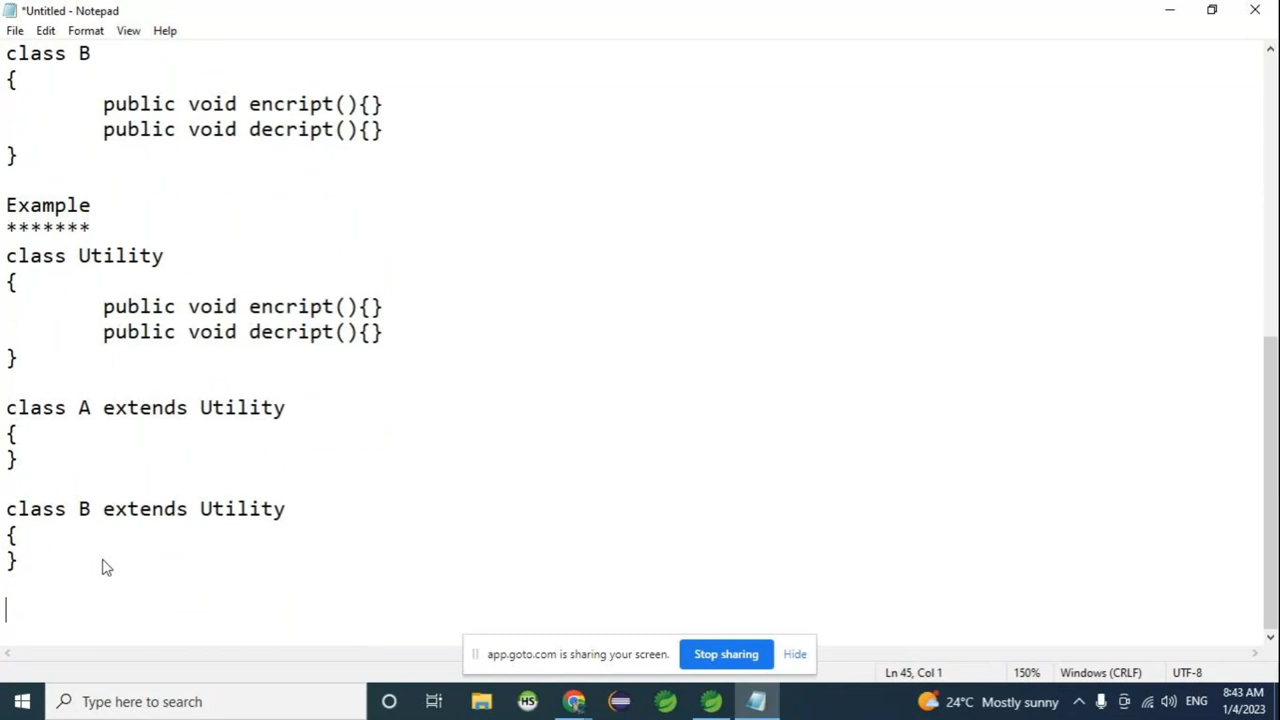 *Untitled - Notepad
File Edit Format View Help
class B
{
public void encript(){}
public void decript(){}
}
Example
*******
class Utility
{
public void encript(){}
public void decript(){}
}
class A extends Utility
{
}
class B extends Utility
{
}
app.goto.com is sharing your screen. Stop sharing Hide
Ln 45, Col 1 150% Windows (CRLF) UTF-8
Type here to search HS 24°C Mostly sunny ENG 8:43 AM
1/4/2023